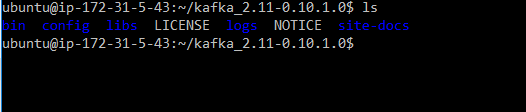 ubuntu@ip-172-31-5-43:~/kafka_2.11-0.10.1.0$ ls
bin config libs LICENSE logs NOTICE site-docs
ubuntu@ip-172-31-5-43:~/kafka_2.11-0.10.1.0$